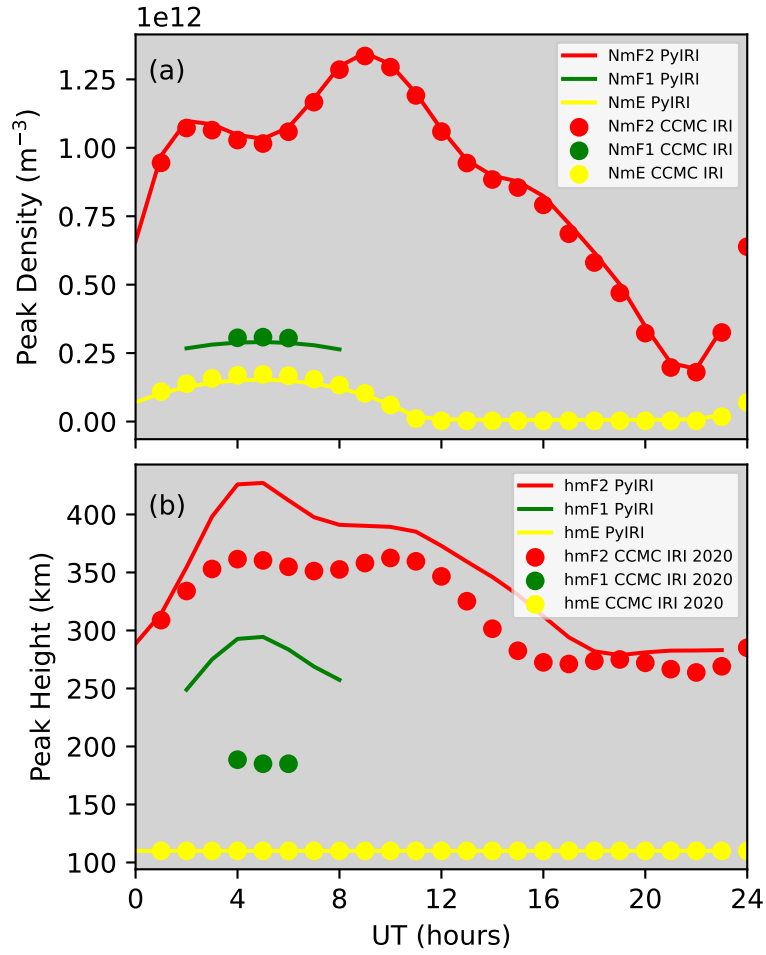 1e12
(a)
NmF2 PyIRI
NmF1 PyIRI
NmE PyIRI
NmF2 CCMC IRI
NmF1 CCMC IRI
NmE CCMC IRI
1.25
1.00
0.75
0.50
0.25
0.00
Peak Density (m⁻³)
(b)
hmF2 PyIRI
hmF1 PyIRI
hmE PyIRI
hmF2 CCMC IRI 2020
hmF1 CCMC IRI 2020
hmE CCMC IRI 2020
400
350
300
250
200
150
100
Peak Height (km)
0 4 8 12 16 20 24
UT (hours)